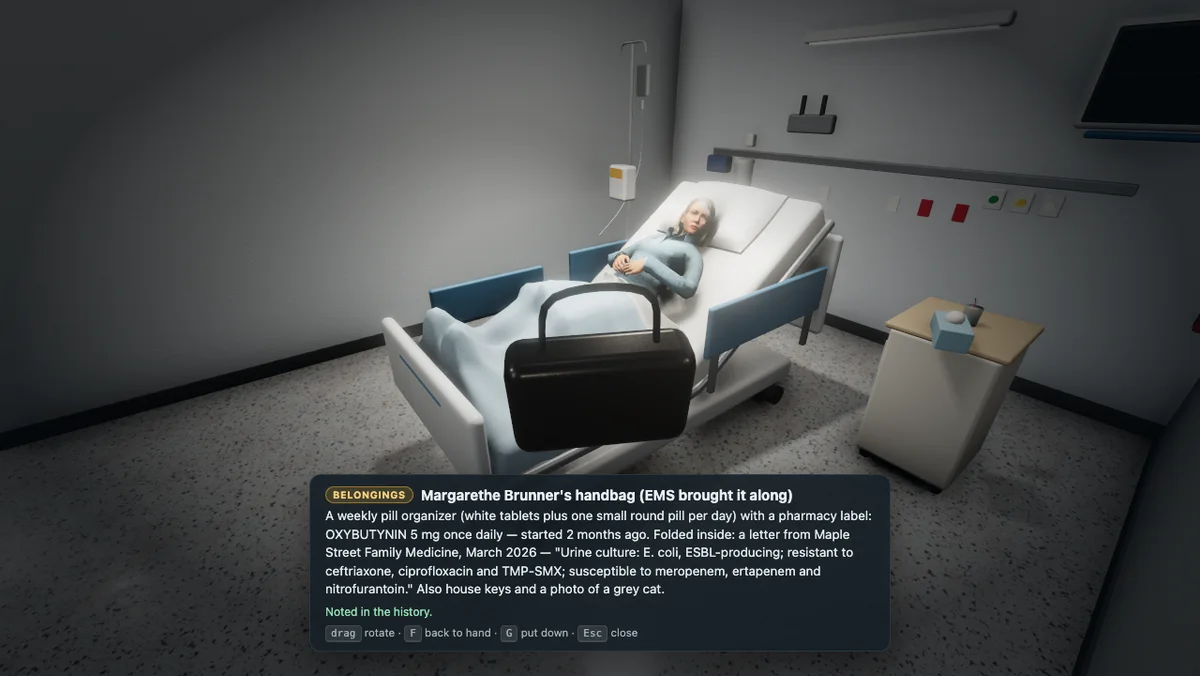 BELONGINGS Margarethe Brunner's handbag (EMS brought it along)
A weekly pill organizer (white tablets plus one small round pill per day) with a pharmacy label:
OXYBUTYNIN 5 mg once daily — started 2 months ago. Folded inside: a letter from Maple
Street Family Medicine, March 2026 — "Urine culture: E. coli, ESBL-producing; resistant to
ceftriaxone, ciprofloxacin and TMP-SMX; susceptible to meropenem, ertapenem and
nitrofurantoin." Also house keys and a photo of a grey cat.
Noted in the history.
drag rotate · F back to hand · G put down · Esc close